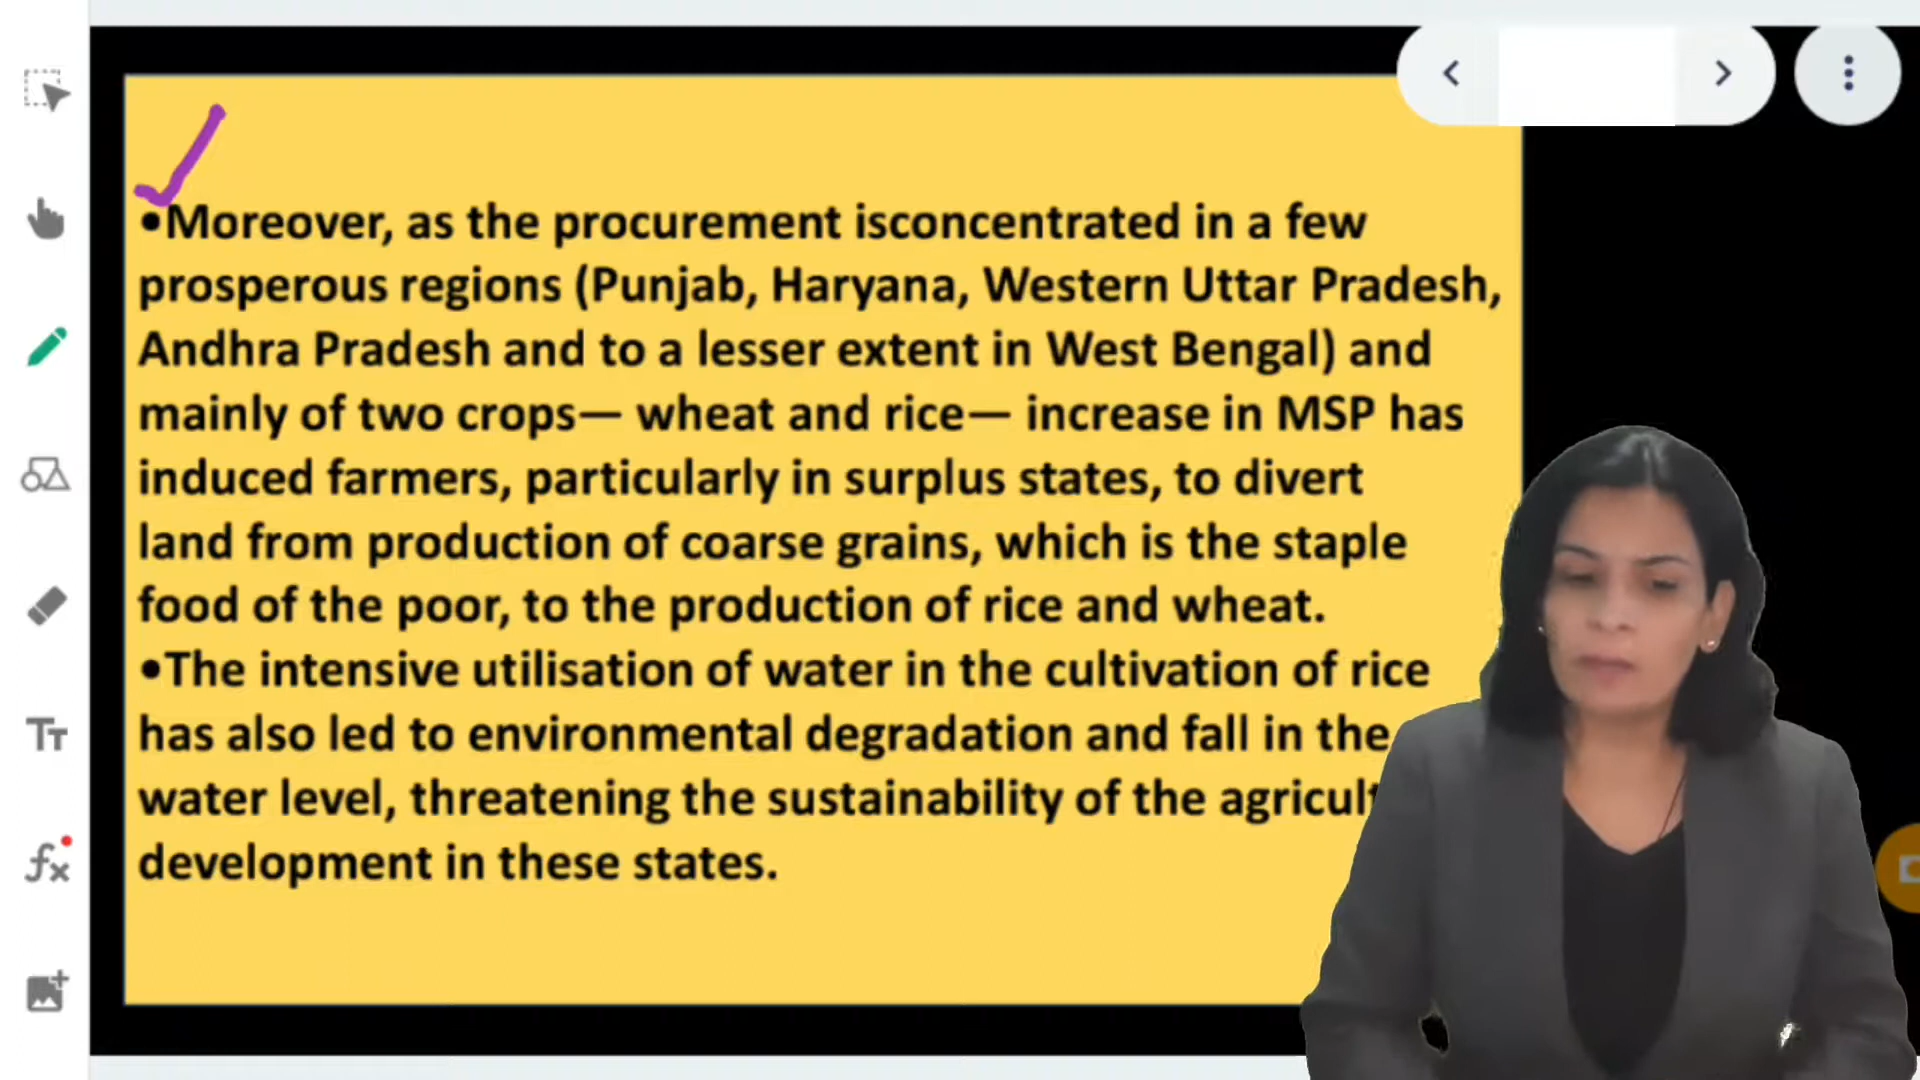 •Moreover, as the procurement isconcentrated in a few
prosperous regions (Punjab, Haryana, Western Uttar Pradesh,
Andhra Pradesh and to a lesser extent in West Bengal) and
mainly of two crops— wheat and rice— increase in MSP has
induced farmers, particularly in surplus states, to divert
land from production of coarse grains, which is the staple
food of the poor, to the production of rice and wheat.
•The intensive utilisation of water in the cultivation of rice
has also led to environmental degradation and fall in the
water level, threatening the sustainability of the
development in these states.
Tт
fx